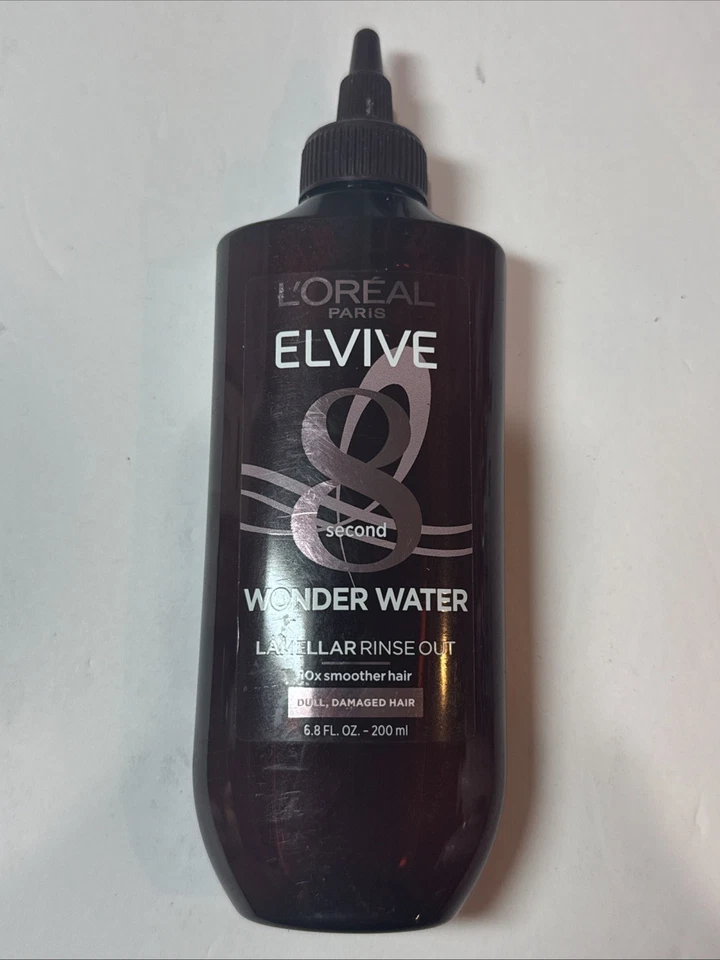 L'ORÉAL
PARIS
ELVIVE
8
second
WONDER WATER
LAMELLAR RINSE OUT
10x smoother hair
DULL, DAMAGED HAIR
6.8 FL. OZ. - 200 ml